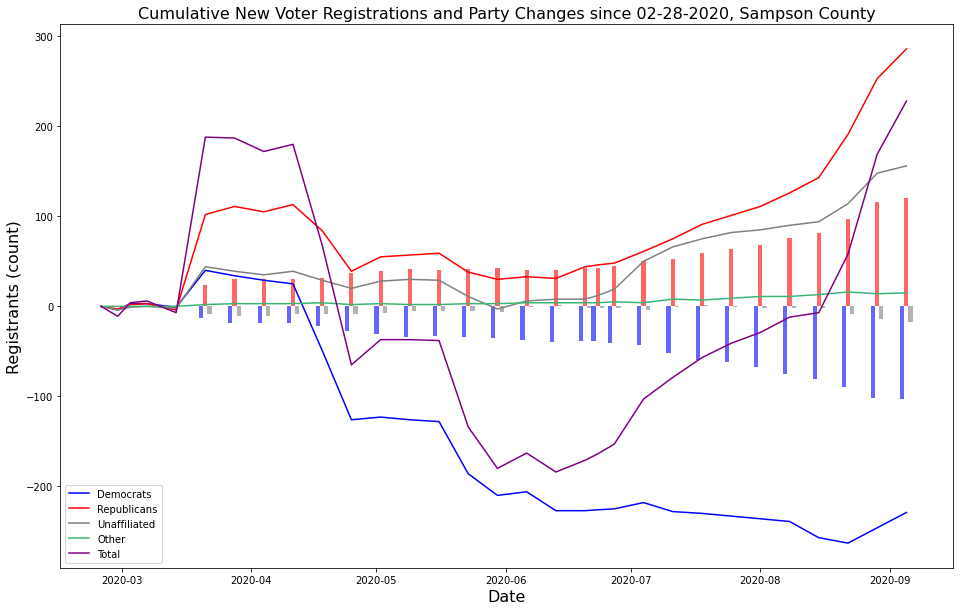 Cumulative New Voter Registrations and Party Changes since 02-28-2020, Sampson County
Registrants (count)
300
200
100
0
−100
−200
Democrats
Republicans
Unaffiliated
Other
Total
2020-03
2020-04
2020-05
2020-06
2020-07
2020-08
2020-09
Date